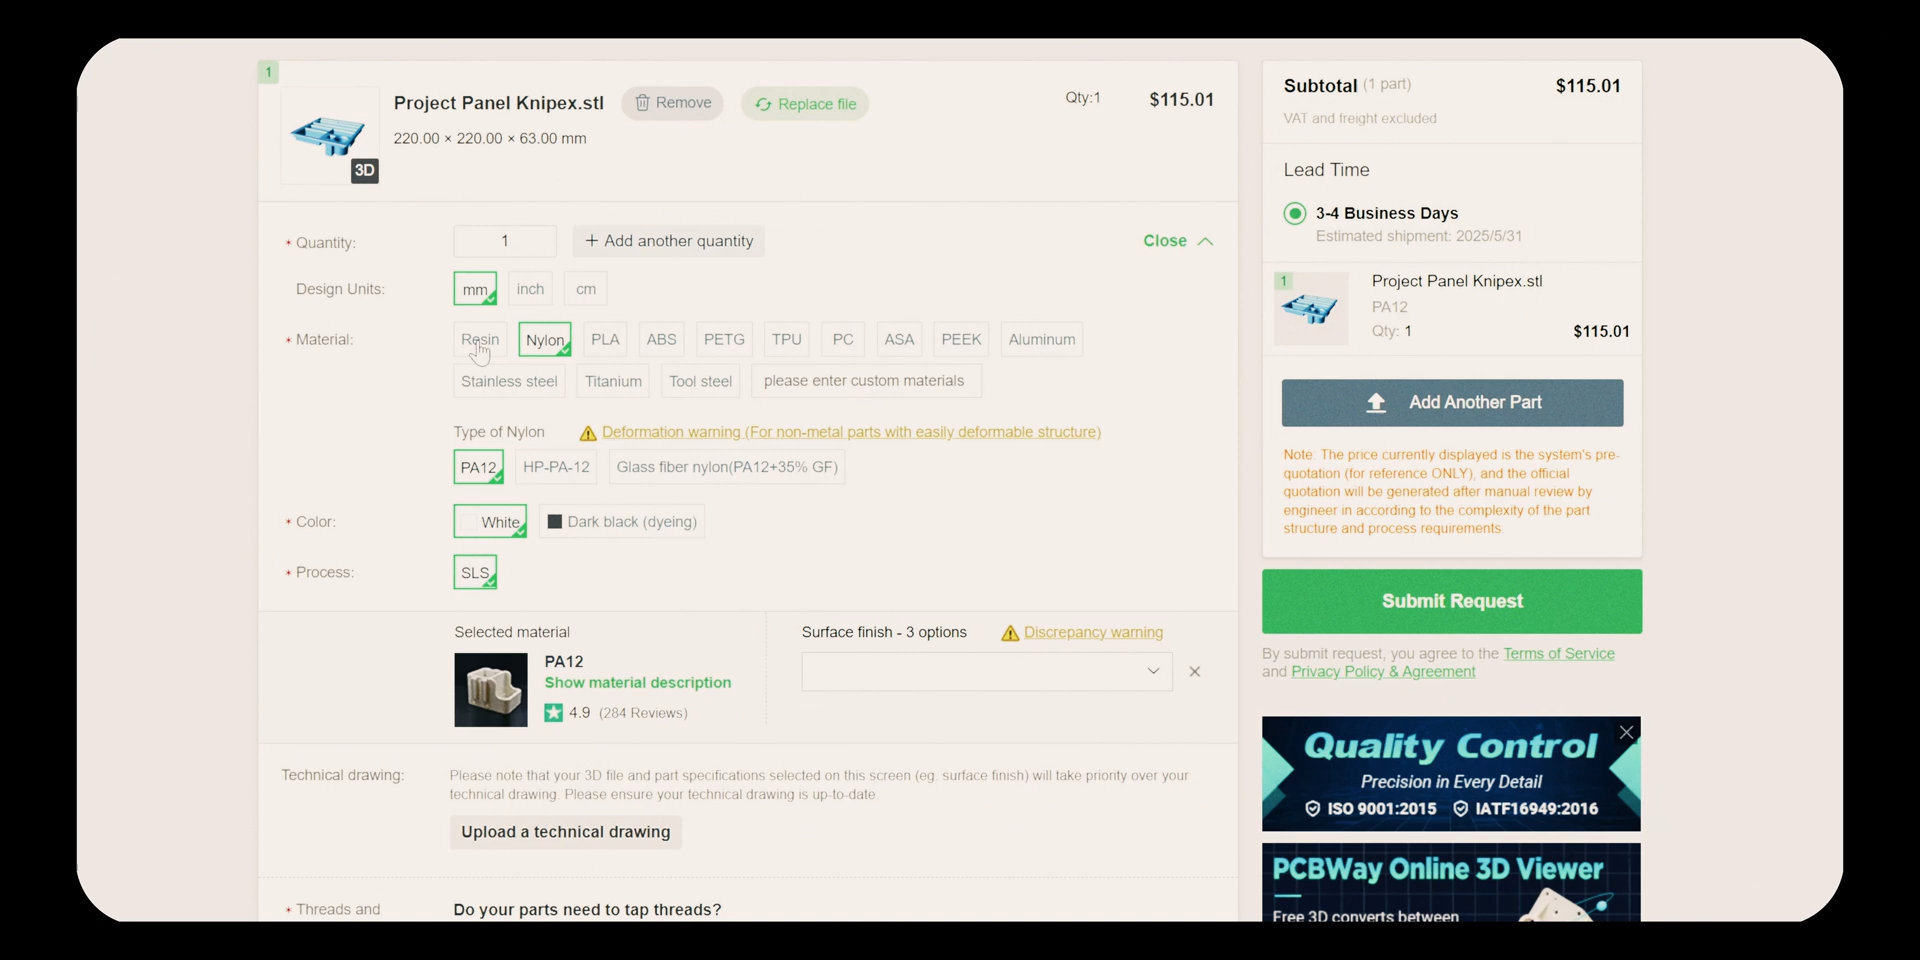 1
Project Panel Knipex.stl
Remove
Replace file
Qty:1
$115.01
220.00 × 220.00 × 63.00 mm
3D
* Quantity:
1
+ Add another quantity
Close
Design Units:
mm
inch
cm
* Material:
Resin
Nylon
PLA
ABS
PETG
TPU
PC
ASA
PEEK
Aluminum
Stainless steel
Titanium
Tool steel
please enter custom materials
Type of Nylon
Deformation warning (For non-metal parts with easily deformable structure)
PA12
HP-PA-12
Glass fiber nylon(PA12+35% GF)
* Color:
White
Dark black (dyeing)
* Process:
SLS
Selected material
PA12
Show material description
4.9 (284 Reviews)
Surface finish - 3 options
Discrepancy warning
Technical drawing:
Please note that your 3D file and part specifications selected on this screen (eg. surface finish) will take priority over your
technical drawing. Please ensure your technical drawing is up-to-date.
Upload a technical drawing
* Threads and
Do your parts need to tap threads?
Subtotal (1 part)
$115.01
VAT and freight excluded
Lead Time
3-4 Business Days
Estimated shipment: 2025/5/31
1
Project Panel Knipex.stl
PA12
Qty: 1
$115.01
Add Another Part
Note: The price currently displayed is the system's pre-
quotation (for reference ONLY), and the official
quotation will be generated after manual review by
engineer in according to the complexity of the part
structure and process requirements.
Submit Request
By submit request, you agree to the Terms of Service
and Privacy Policy & Agreement
Quality Control
Precision in Every Detail
ISO 9001:2015
IATF16949:2016
PCBWay Online 3D Viewer
Free 3D converts between